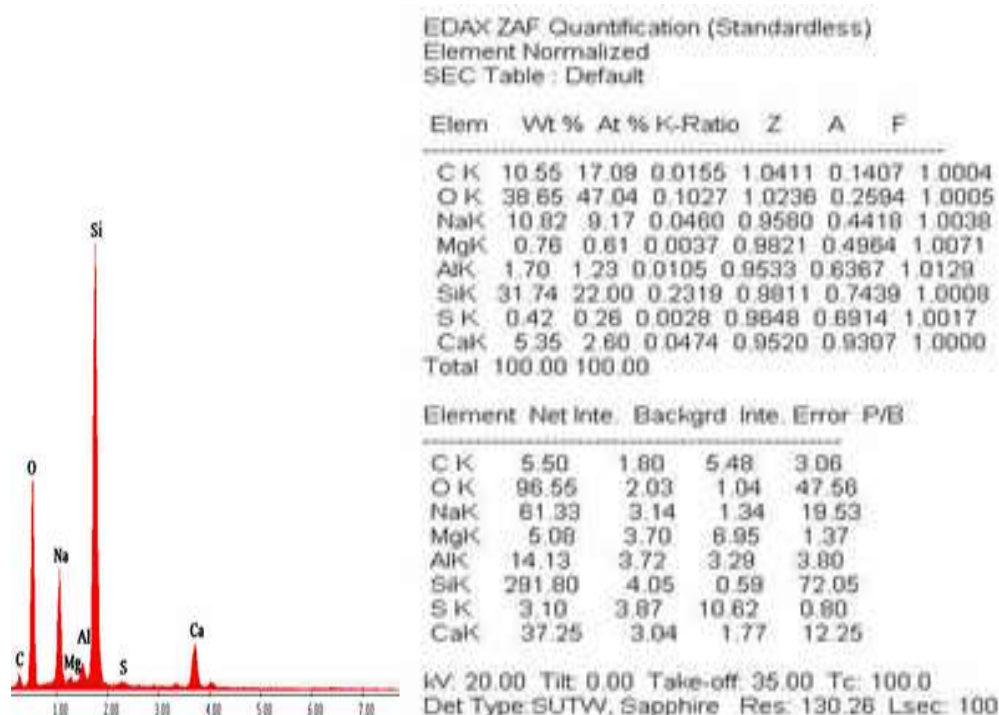 Si
O
Na
Al
Mg
C
S
Ca
1.00 2.00 3.00 4.00 5.00 6.00 7.00
EDAX ZAF Quantification (Standardless)
Element Normalized
SEC Table : Default
Elem Wt % At % K-Ratio Z A F
C K 10.55 17.09 0.0155 1.0411 0.1407 1.0004
O K 38.65 47.04 0.1027 1.0236 0.2594 1.0005
NaK 10.82 9.17 0.0460 0.9580 0.4418 1.0038
MgK 0.76 0.61 0.0037 0.9821 0.4964 1.0071
AlK 1.70 1.23 0.0105 0.9533 0.6367 1.0129
SiK 31.74 22.00 0.2319 0.9811 0.7439 1.0008
S K 0.42 0.26 0.0028 0.9648 0.6914 1.0017
CaK 5.35 2.60 0.0474 0.9520 0.9307 1.0000
Total 100.00 100.00
Element Net Inte. Backgrd Inte. Error P/B
C K 5.50 1.80 5.48 3.06
O K 96.55 2.03 1.04 47.56
NaK 61.33 3.14 1.34 19.53
MgK 5.08 3.70 6.95 1.37
AlK 14.13 3.72 3.29 3.80
SiK 291.80 4.05 0.59 72.05
S K 3.10 3.87 10.62 0.80
CaK 37.25 3.04 1.77 12.25
kV: 20.00 Tilt: 0.00 Take-off: 35.00 Tc: 100.0
Det Type:SUTW, Sapphire Res: 130.26 Lsec: 100